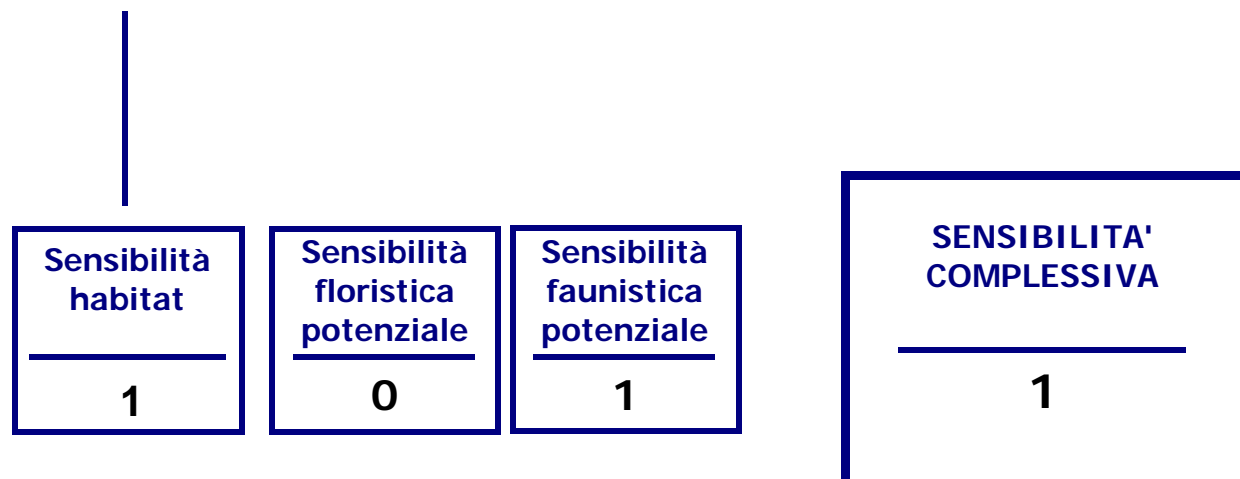 Sensibilità
habitat
1
Sensibilità
floristica
potenziale
0
Sensibilità
faunistica
potenziale
1
SENSIBILITA'
COMPLESSIVA
1